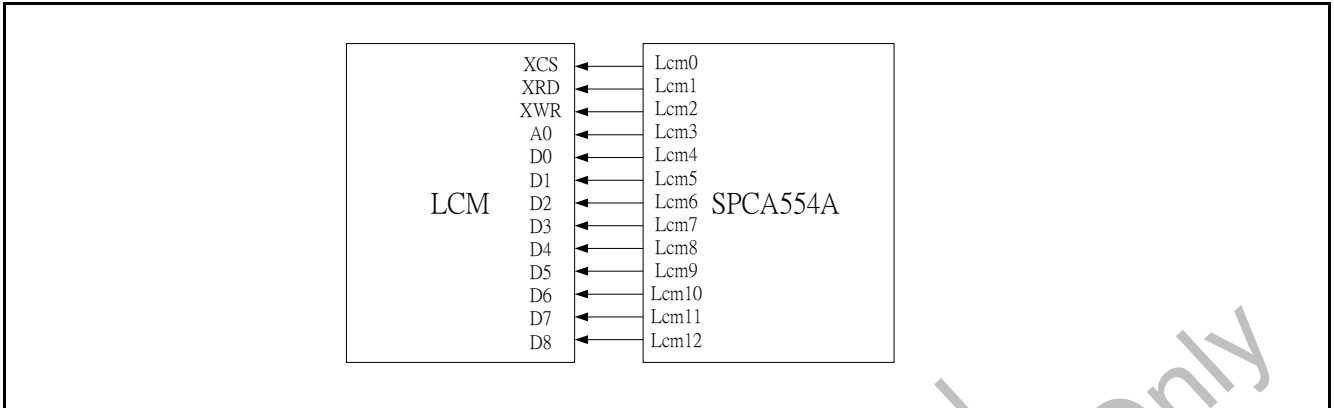 XCS Lcm0
XRD Lcm1
XWR Lcm2
A0 Lcm3
D0 Lcm4
D1 Lcm5
LCM D2 Lcm6 SPCA554A
D3 Lcm7
D4 Lcm8
D5 Lcm9
D6 Lcm10
D7 Lcm11
D8 Lcm12
only